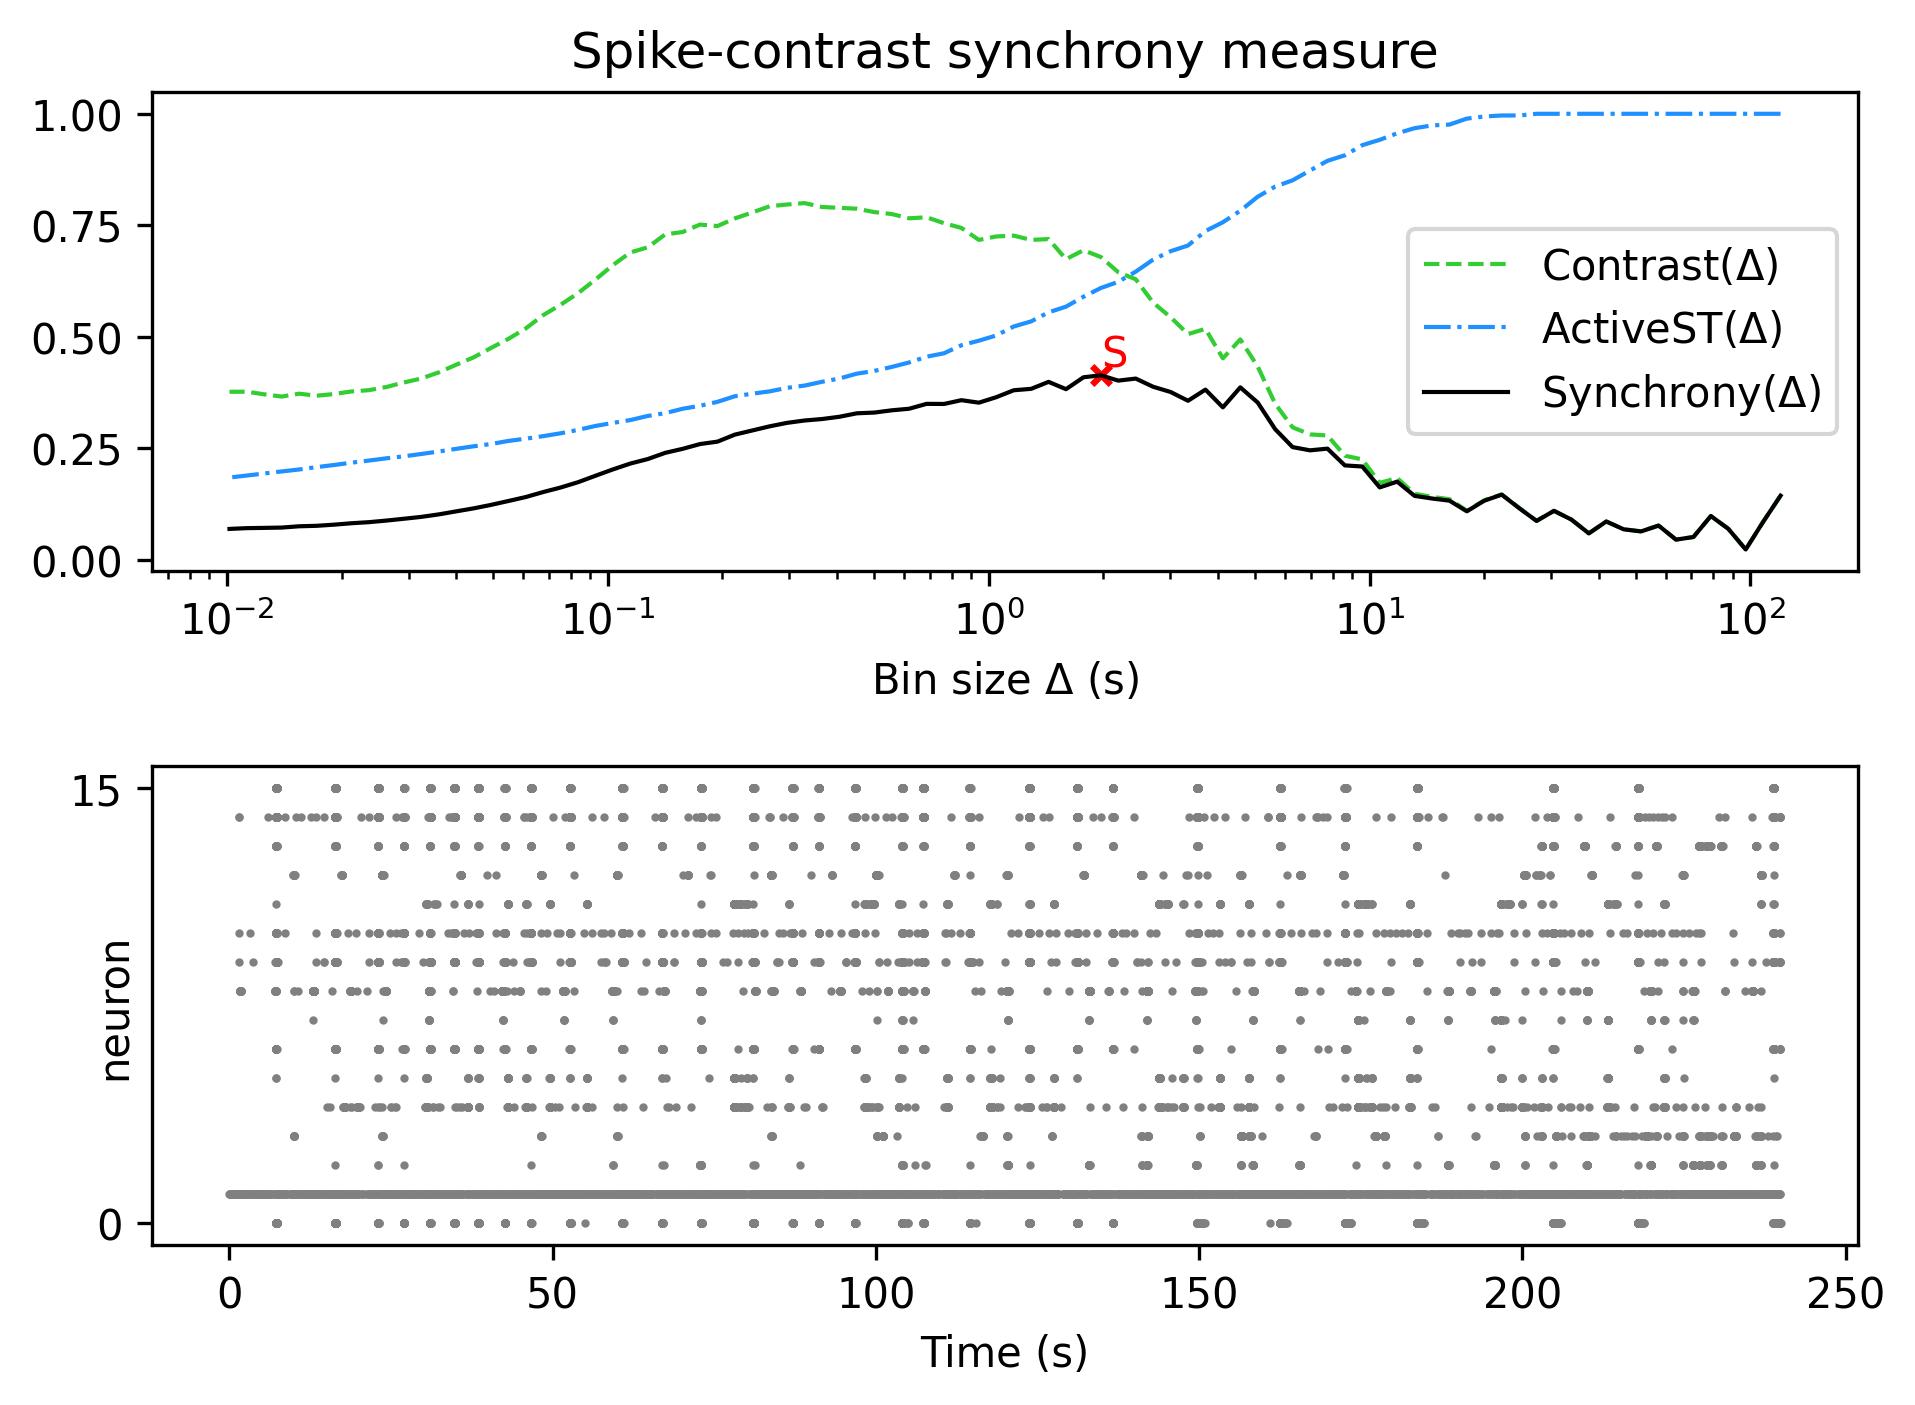 Spike-contrast synchrony measure
1.00
0.75
0.50
0.25
0.00
S
Contrast(Δ)
ActiveST(Δ)
Synchrony(Δ)
10⁻² 10⁻¹ 10⁰ 10¹ 10²
Bin size Δ (s)
15
neuron
0
0 50 100 150 200 250
Time (s)